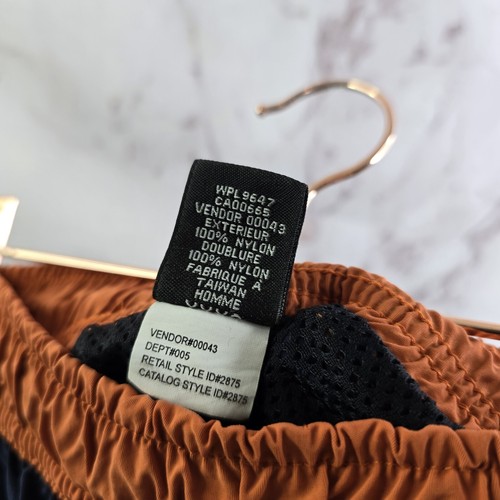 WPL9647
CA00665
VENDOR 00043
EXTERIEUR
100% NYLON
DOUBLURE
100% NYLON
FABRIQUE À
TAIWAN
HOMME
VENDOR#00043
DEPT#005
RETAIL STYLE ID#2875
CATALOG STYLE ID#2875